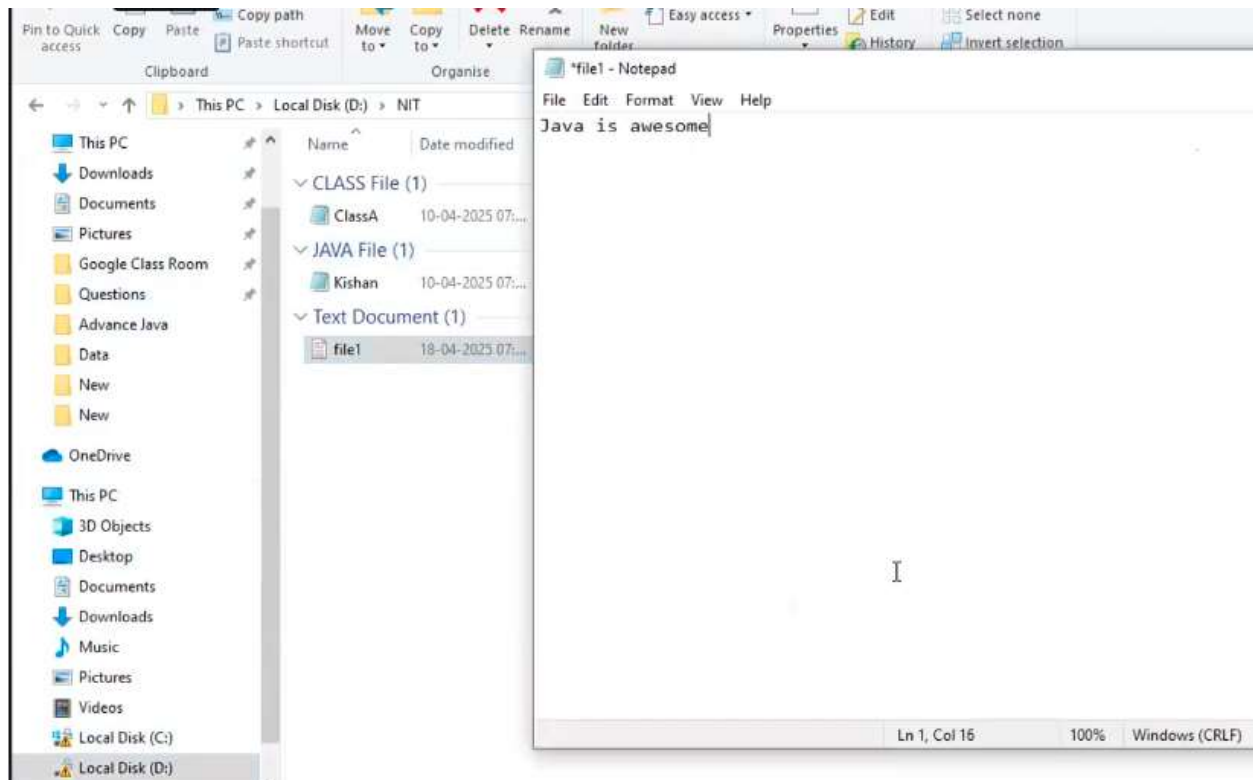 Copy path
Easy access
Edit
Select none
Pin to Quick access
Copy
Paste
Paste shortcut
Move to
Copy to
Delete
Rename
New folder
Properties
History
Invert selection
Clipboard
Organise
*file1 - Notepad
File Edit Format View Help
Java is awesome
This PC > Local Disk (D:) > NIT
Name
Date modified
This PC
Downloads
Documents
Pictures
Google Class Room
Questions
Advance Java
Data
New
New
OneDrive
This PC
3D Objects
Desktop
Documents
Downloads
Music
Pictures
Videos
Local Disk (C:)
Local Disk (D:)
CLASS File (1)
ClassA 10-04-2025 07:...
JAVA File (1)
Kishan 10-04-2025 07:...
Text Document (1)
file1 18-04-2025 07:...
Ln 1, Col 16
100%
Windows (CRLF)